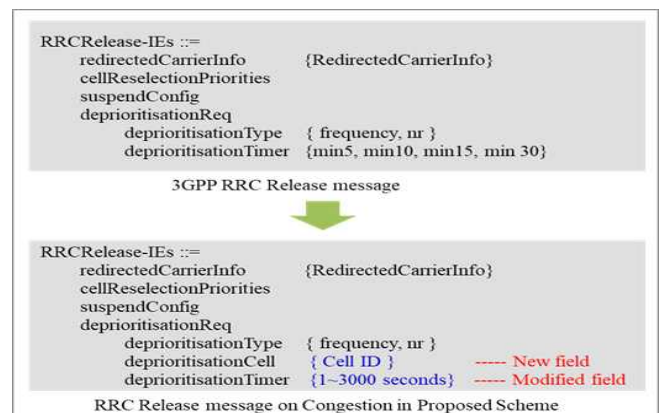 RRCRelease-IEs ::=
redirectedCarrierInfo {RedirectedCarrierInfo}
cellReselectionPriorities
suspendConfig
deprioritisationReq
deprioritisationType { frequency, nr }
deprioritisationTimer {min5, min10, min15, min 30}
3GPP RRC Release message
RRCRelease-IEs ::=
redirectedCarrierInfo {RedirectedCarrierInfo}
cellReselectionPriorities
suspendConfig
deprioritisationReq
deprioritisationType { frequency, nr }
deprioritisationCell { Cell ID } ----- New field
deprioritisationTimer {1~3000 seconds} ----- Modified field
RRC Release message on Congestion in Proposed Scheme